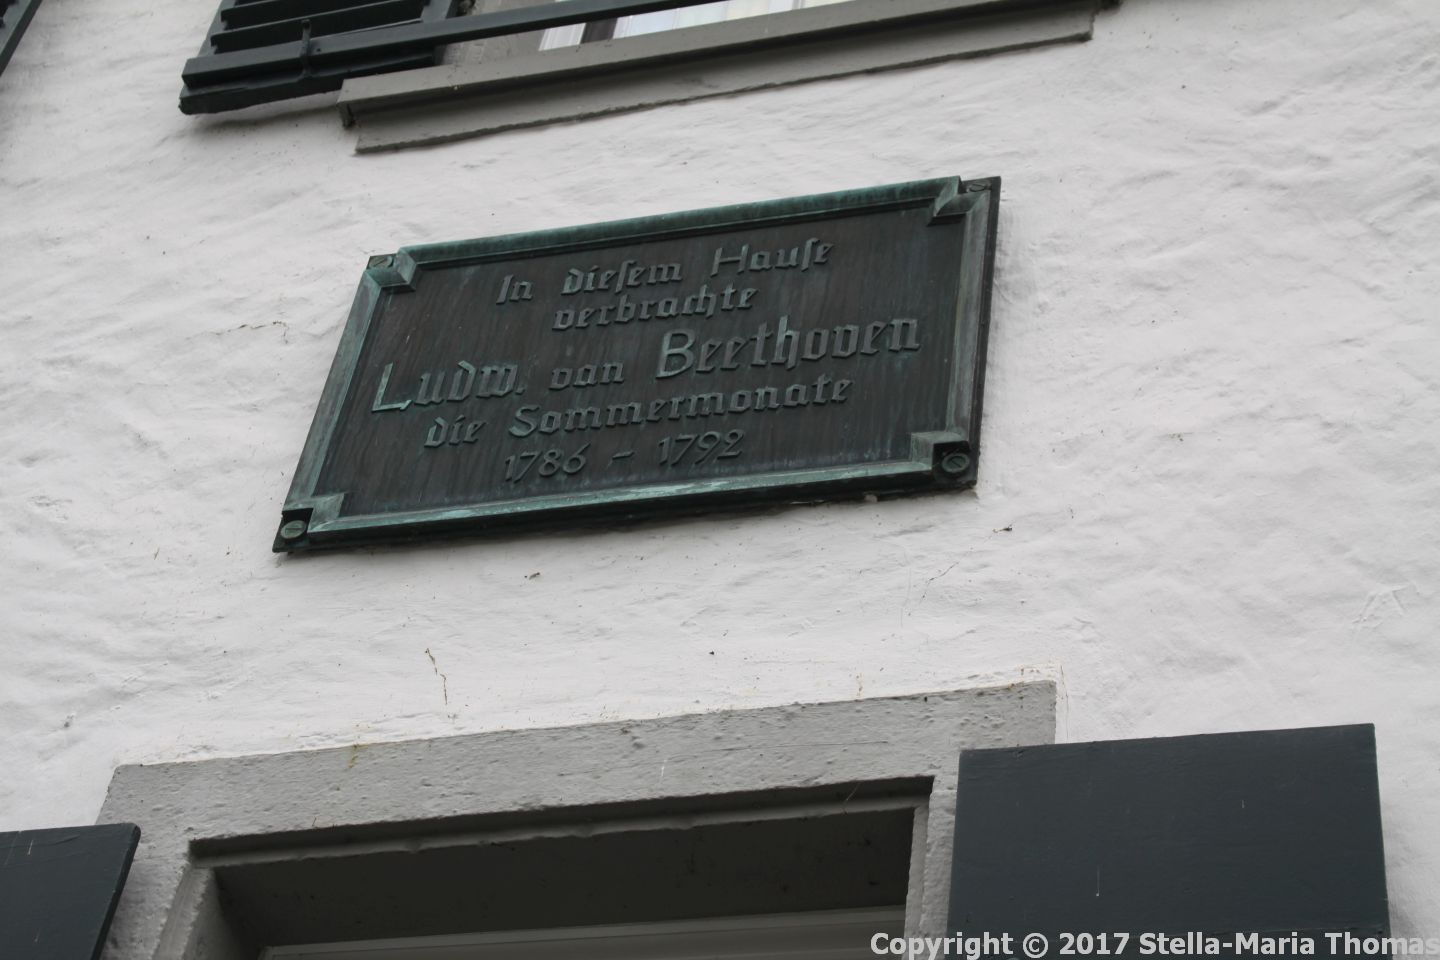 In diesem Hause
verbrachte
Ludw. van Beethoven
die Sommermonate
1786 - 1792
Copyright © 2017 Stella-Maria Thomas